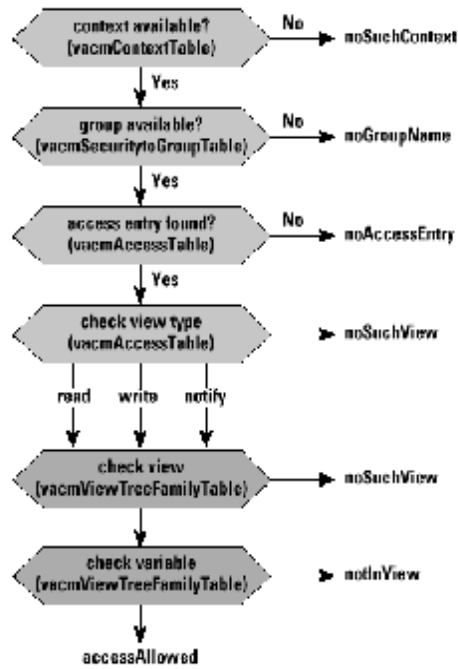 context available?
(vacmContextTable)
No
noSuchContext
Yes
group available?
(vacmSecuritytoGroupTable)
No
noGroupName
Yes
access entry found?
(vacmAccessTable)
No
noAccessEntry
Yes
check view type
(vacmAccessTable)
noSuchView
read
write
notify
check view
(vacmViewTreeFamilyTable)
noSuchView
check variable
(vacmViewTreeFamilyTable)
notInView
accessAllowed